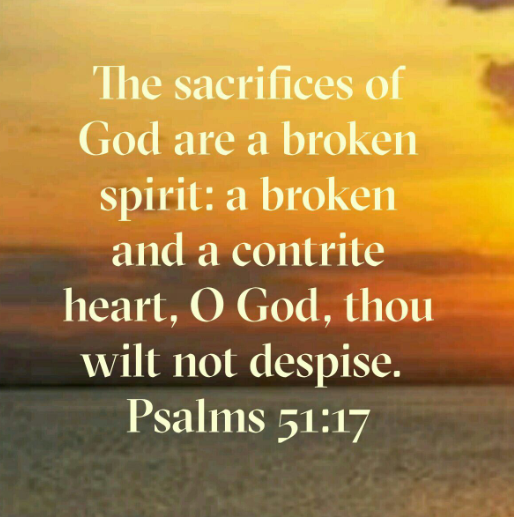 The sacrifices of
God are a broken
spirit: a broken
and a contrite
heart, O God, thou
wilt not despise.
Psalms 51:17